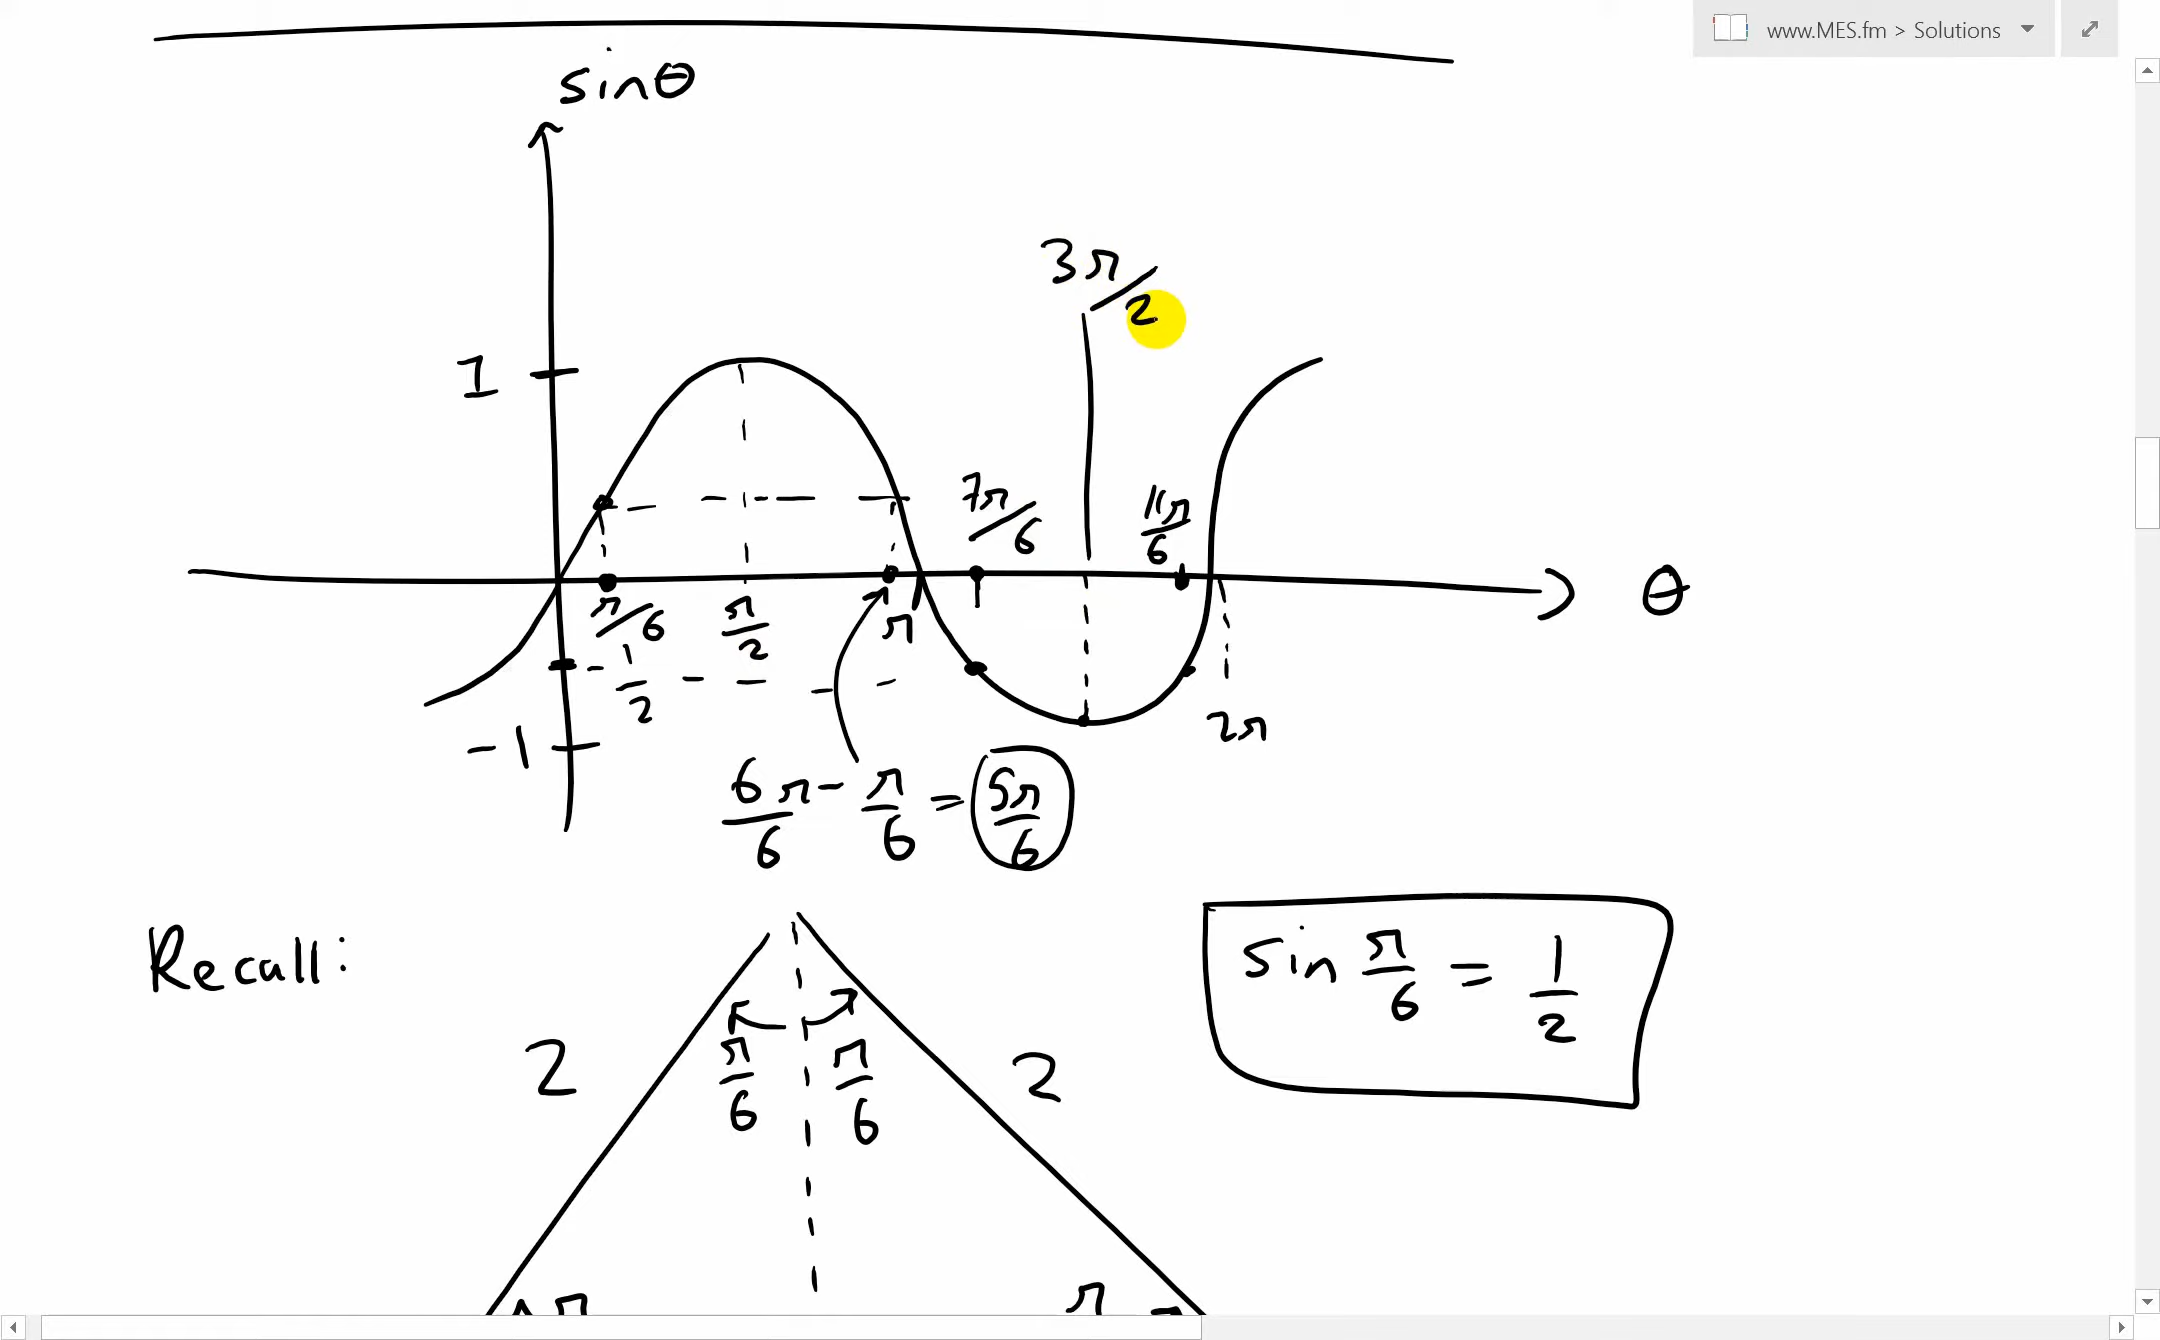 www.MES.fm > Solutions
sinθ
3π/2
1
7π/6
11π/6
θ
π/6
π/2
π
-1/2
2π
-1
6π/6 - π/6 = 5π/6
Recall:
sin π/6 = 1/2
2
π/6
π/6
2